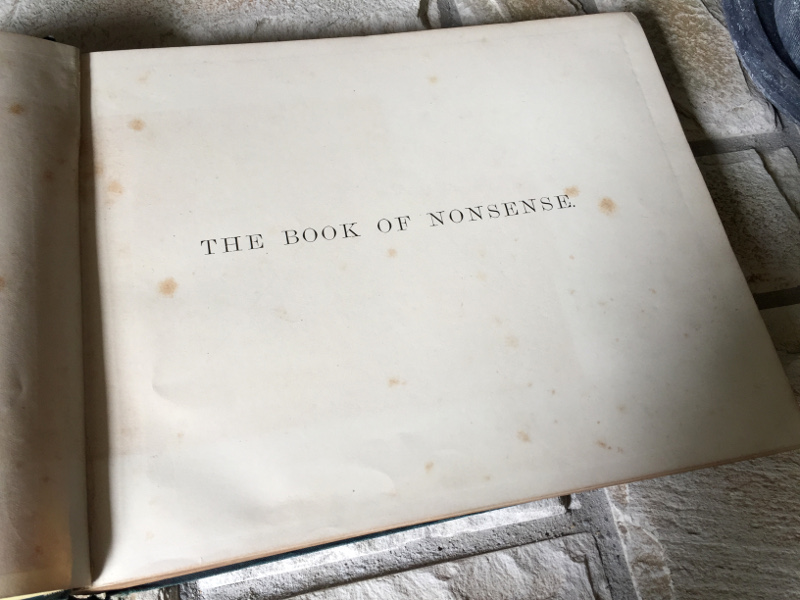 THE BOOK OF NONSENSE.